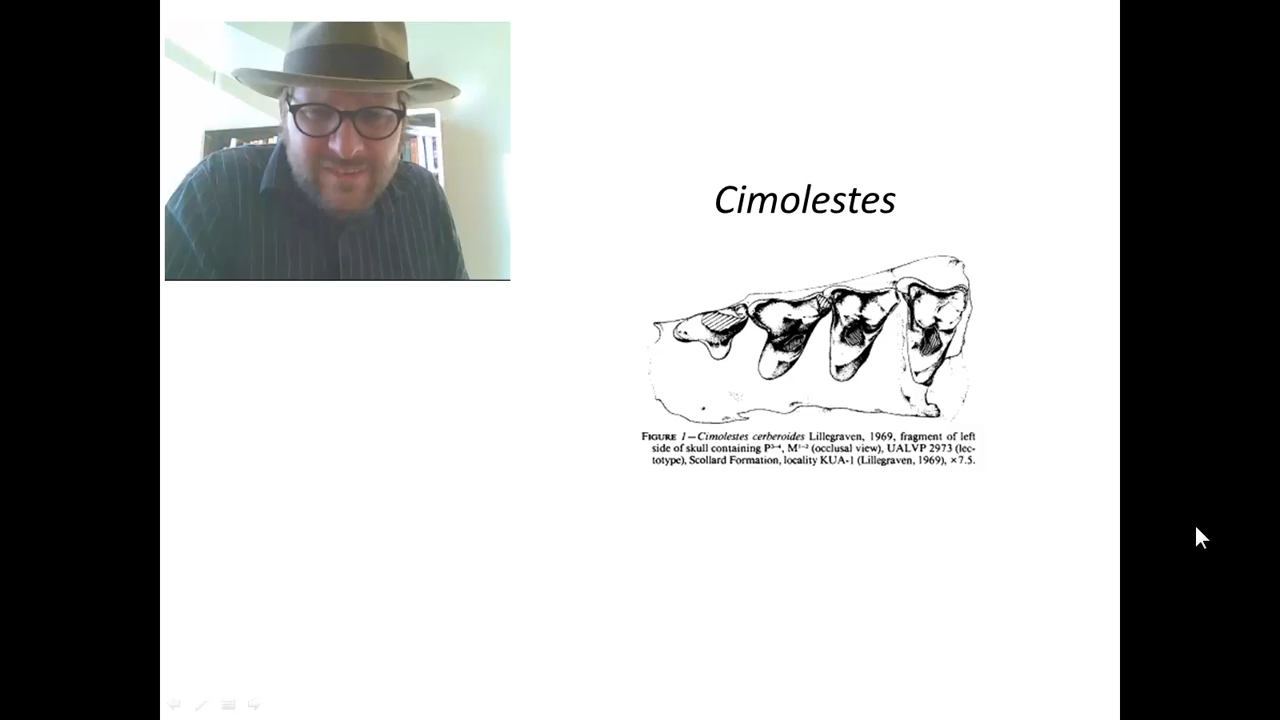 Cimolestes
FIGURE 1—Cimolestes cerberoides Lillegraven, 1969, fragment of left
side of skull containing P³⁻⁴, M¹⁻² (occlusal view), UALVP 2973 (lec-
totype), Scollard Formation, locality KUA-1 (Lillegraven, 1969), ×7.5.